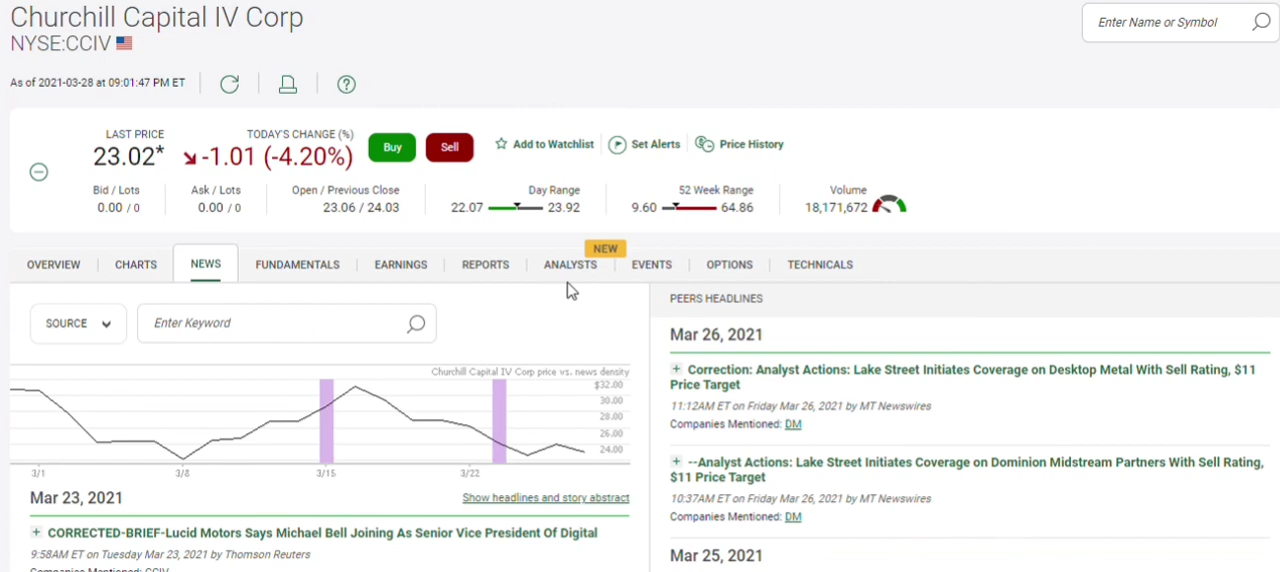 Churchill Capital IV Corp
NYSE:CCIV
Enter Name or Symbol
As of 2021-03-28 at 09:01:47 PM ET
LAST PRICE
23.02*
TODAY'S CHANGE (%)
-1.01 (-4.20%)
Buy
Sell
Add to Watchlist
Set Alerts
Price History
Bid / Lots
0.00 / 0
Ask / Lots
0.00 / 0
Open / Previous Close
23.06 / 24.03
Day Range
22.07 23.92
52 Week Range
9.60 64.86
Volume
18,171,672
NEW
OVERVIEW
CHARTS
NEWS
FUNDAMENTALS
EARNINGS
REPORTS
ANALYSTS
EVENTS
OPTIONS
TECHNICALS
SOURCE
Enter Keyword
Churchill Capital IV Corp price vs. news density
$32.00
30.00
28.00
26.00
24.00
3/1
3/8
3/15
3/22
Mar 23, 2021
Show headlines and story abstract
+ CORRECTED-BRIEF-Lucid Motors Says Michael Bell Joining As Senior Vice President Of Digital
9:58AM ET on Tuesday Mar 23, 2021 by Thomson Reuters
Companies Mentioned: CCIV
PEERS HEADLINES
Mar 26, 2021
+ Correction: Analyst Actions: Lake Street Initiates Coverage on Desktop Metal With Sell Rating, $11
Price Target
11:12AM ET on Friday Mar 26, 2021 by MT Newswires
Companies Mentioned: DM
+ --Analyst Actions: Lake Street Initiates Coverage on Dominion Midstream Partners With Sell Rating,
$11 Price Target
10:37AM ET on Friday Mar 26, 2021 by MT Newswires
Companies Mentioned: DM
Mar 25, 2021